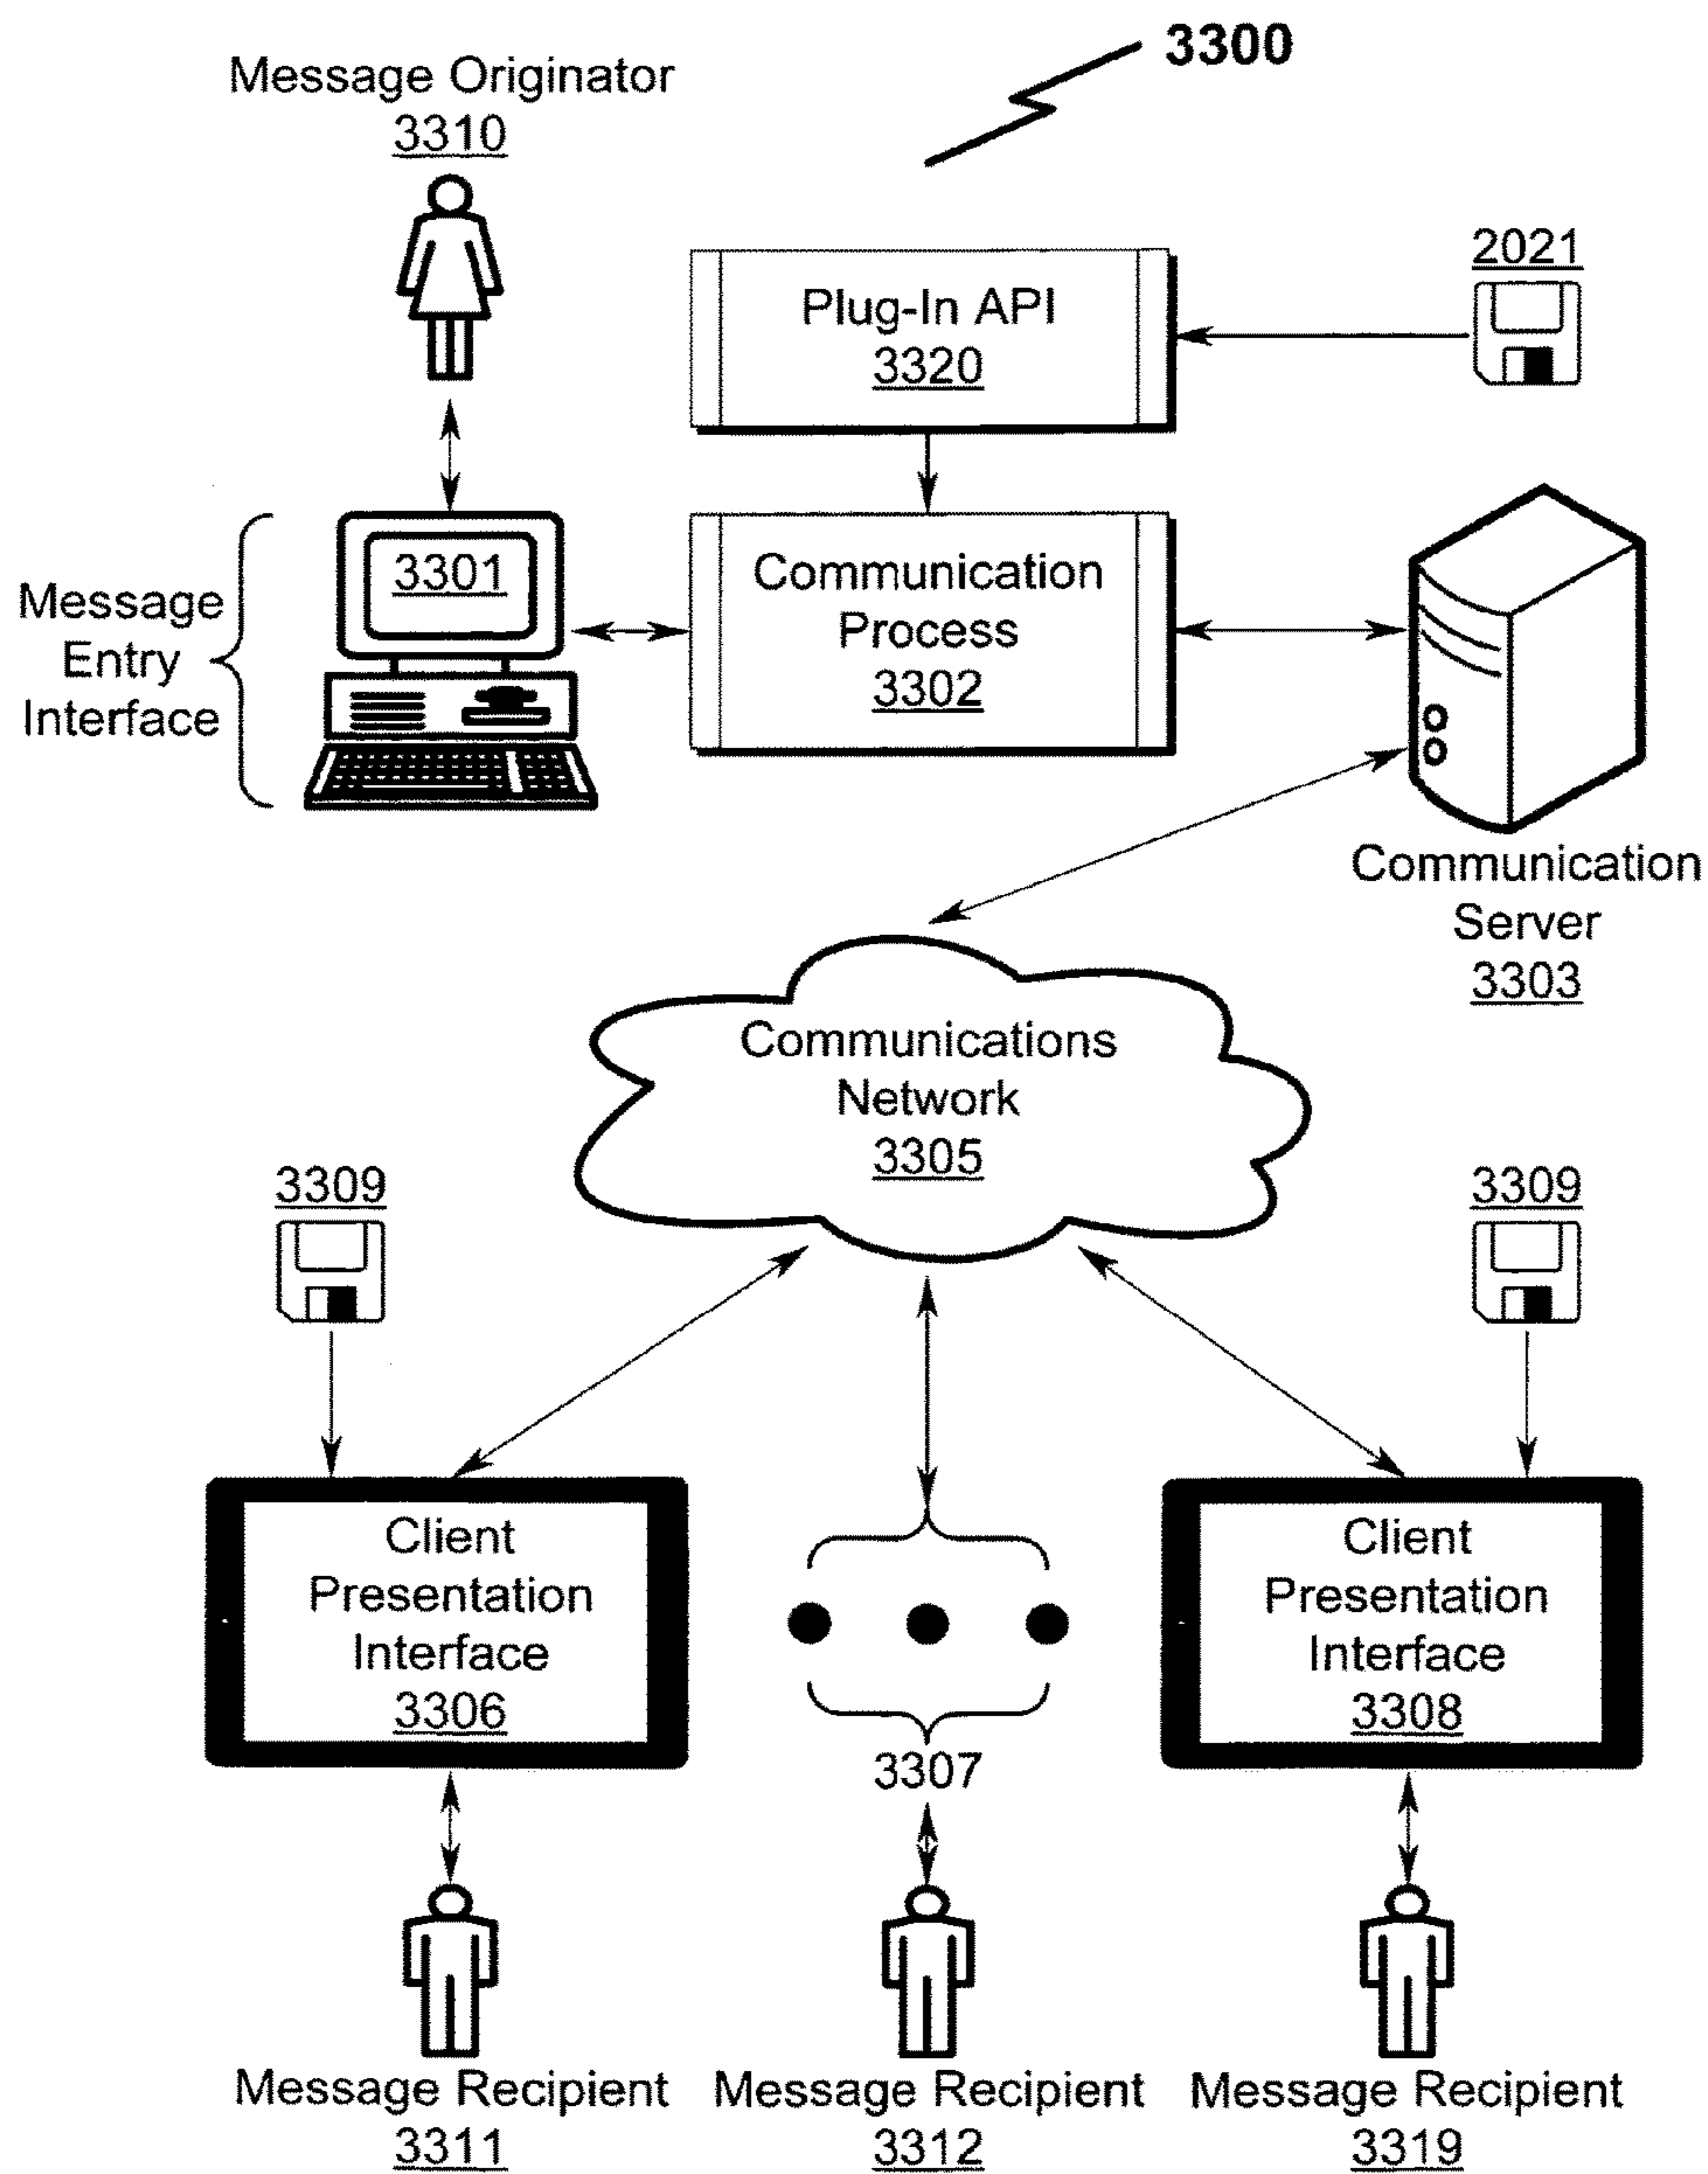 3300
Message Originator
3310
2021
Plug-In API
3320
3301
Message
Entry
Interface
Communication
Process
3302
Communication
Server
3303
Communications
Network
3305
3309
3309
Client
Presentation
Interface
3306
Client
Presentation
Interface
3308
3307
Message Recipient
3311
Message Recipient
3312
Message Recipient
3319